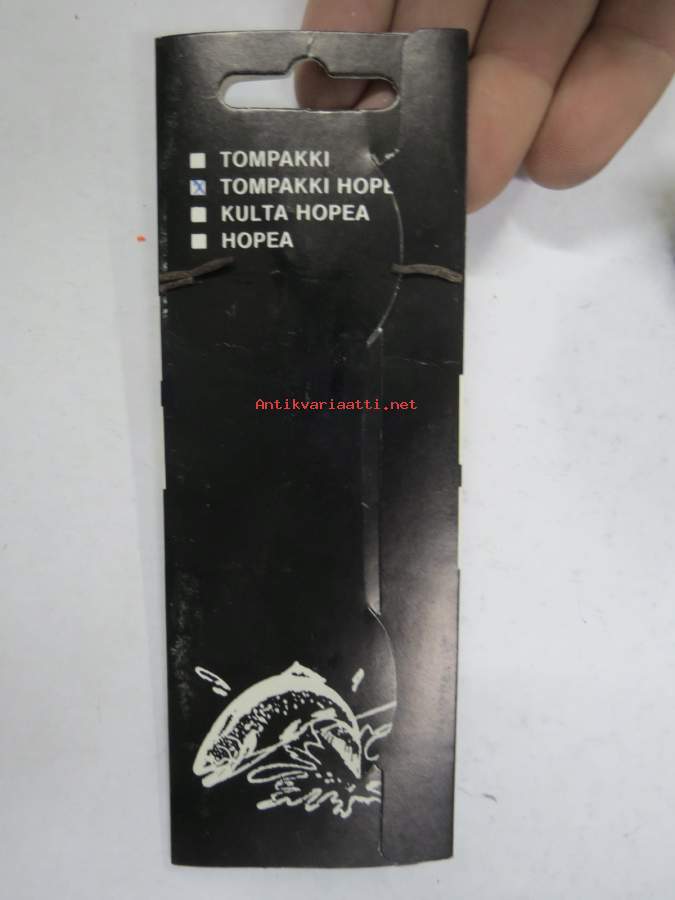 TOMPAKKI
TOMPAKKI HOPE
KULTA HOPEA
HOPEA
Antikvariaatti.net